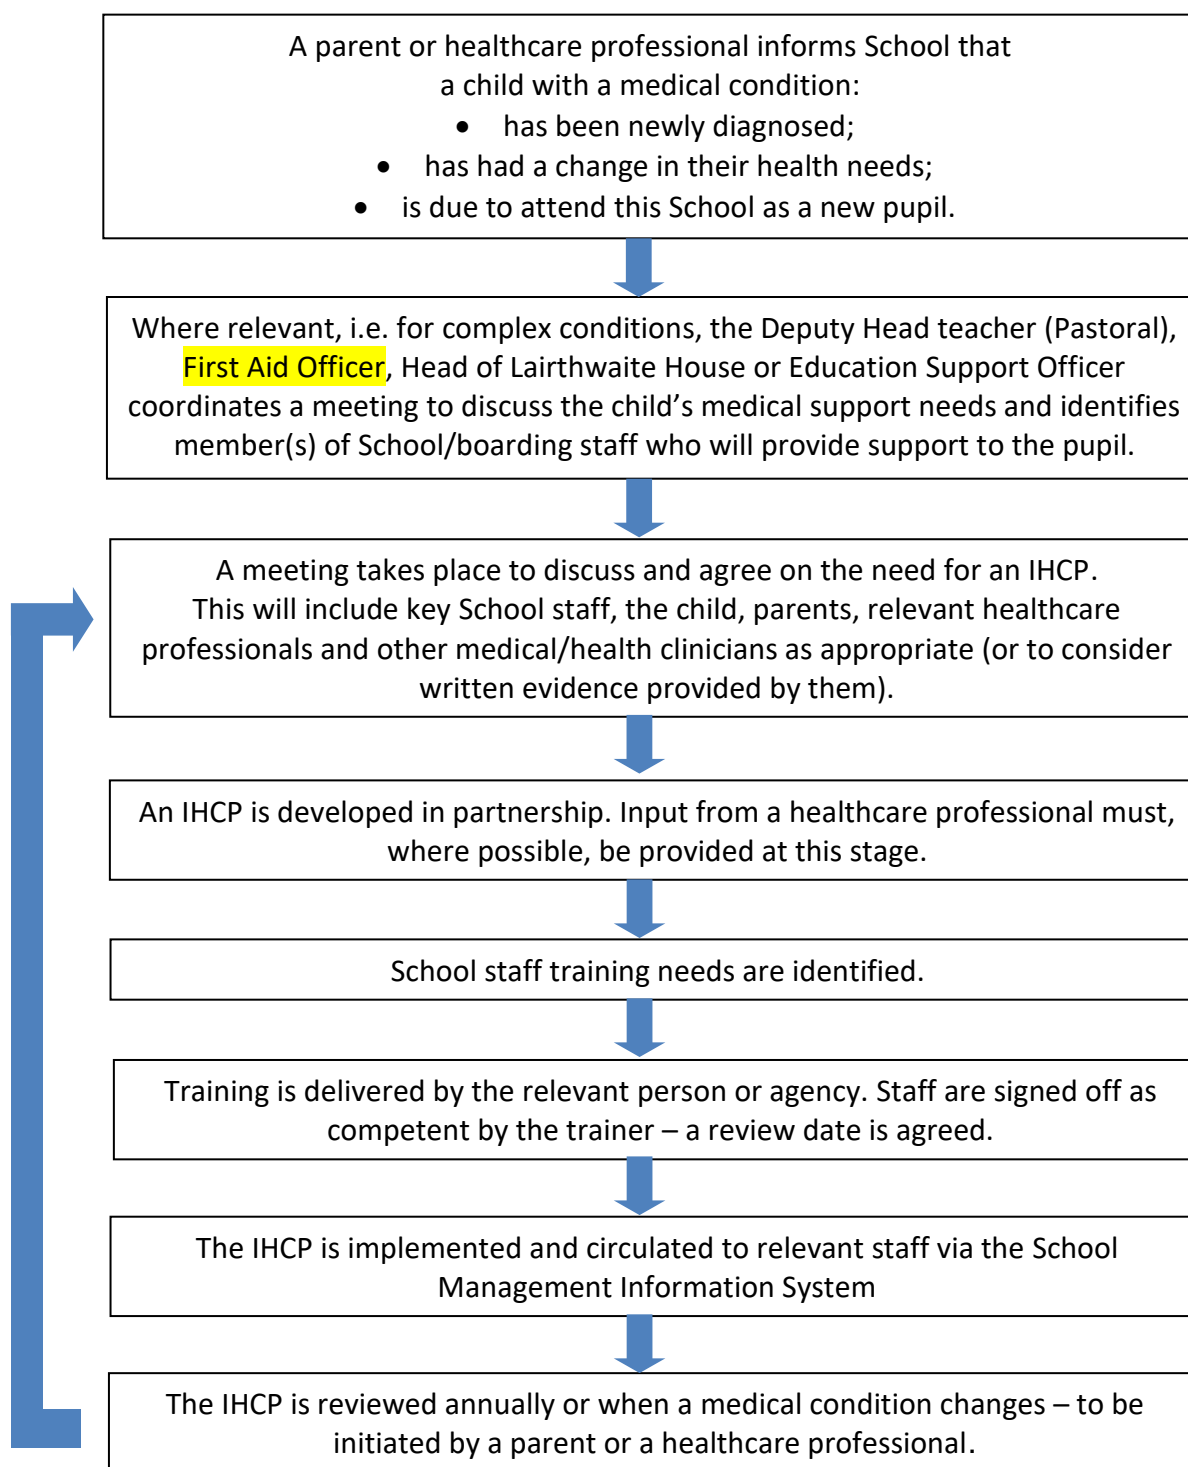 A parent or healthcare professional informs School that
a child with a medical condition:
• has been newly diagnosed;
• has had a change in their health needs;
• is due to attend this School as a new pupil.
Where relevant, i.e. for complex conditions, the Deputy Head teacher (Pastoral),
First Aid Officer, Head of Lairthwaite House or Education Support Officer
coordinates a meeting to discuss the child’s medical support needs and identifies
member(s) of School/boarding staff who will provide support to the pupil.
A meeting takes place to discuss and agree on the need for an IHCP.
This will include key School staff, the child, parents, relevant healthcare
professionals and other medical/health clinicians as appropriate (or to consider
written evidence provided by them).
An IHCP is developed in partnership. Input from a healthcare professional must,
where possible, be provided at this stage.
School staff training needs are identified.
Training is delivered by the relevant person or agency. Staff are signed off as
competent by the trainer – a review date is agreed.
The IHCP is implemented and circulated to relevant staff via the School
Management Information System
The IHCP is reviewed annually or when a medical condition changes – to be
initiated by a parent or a healthcare professional.